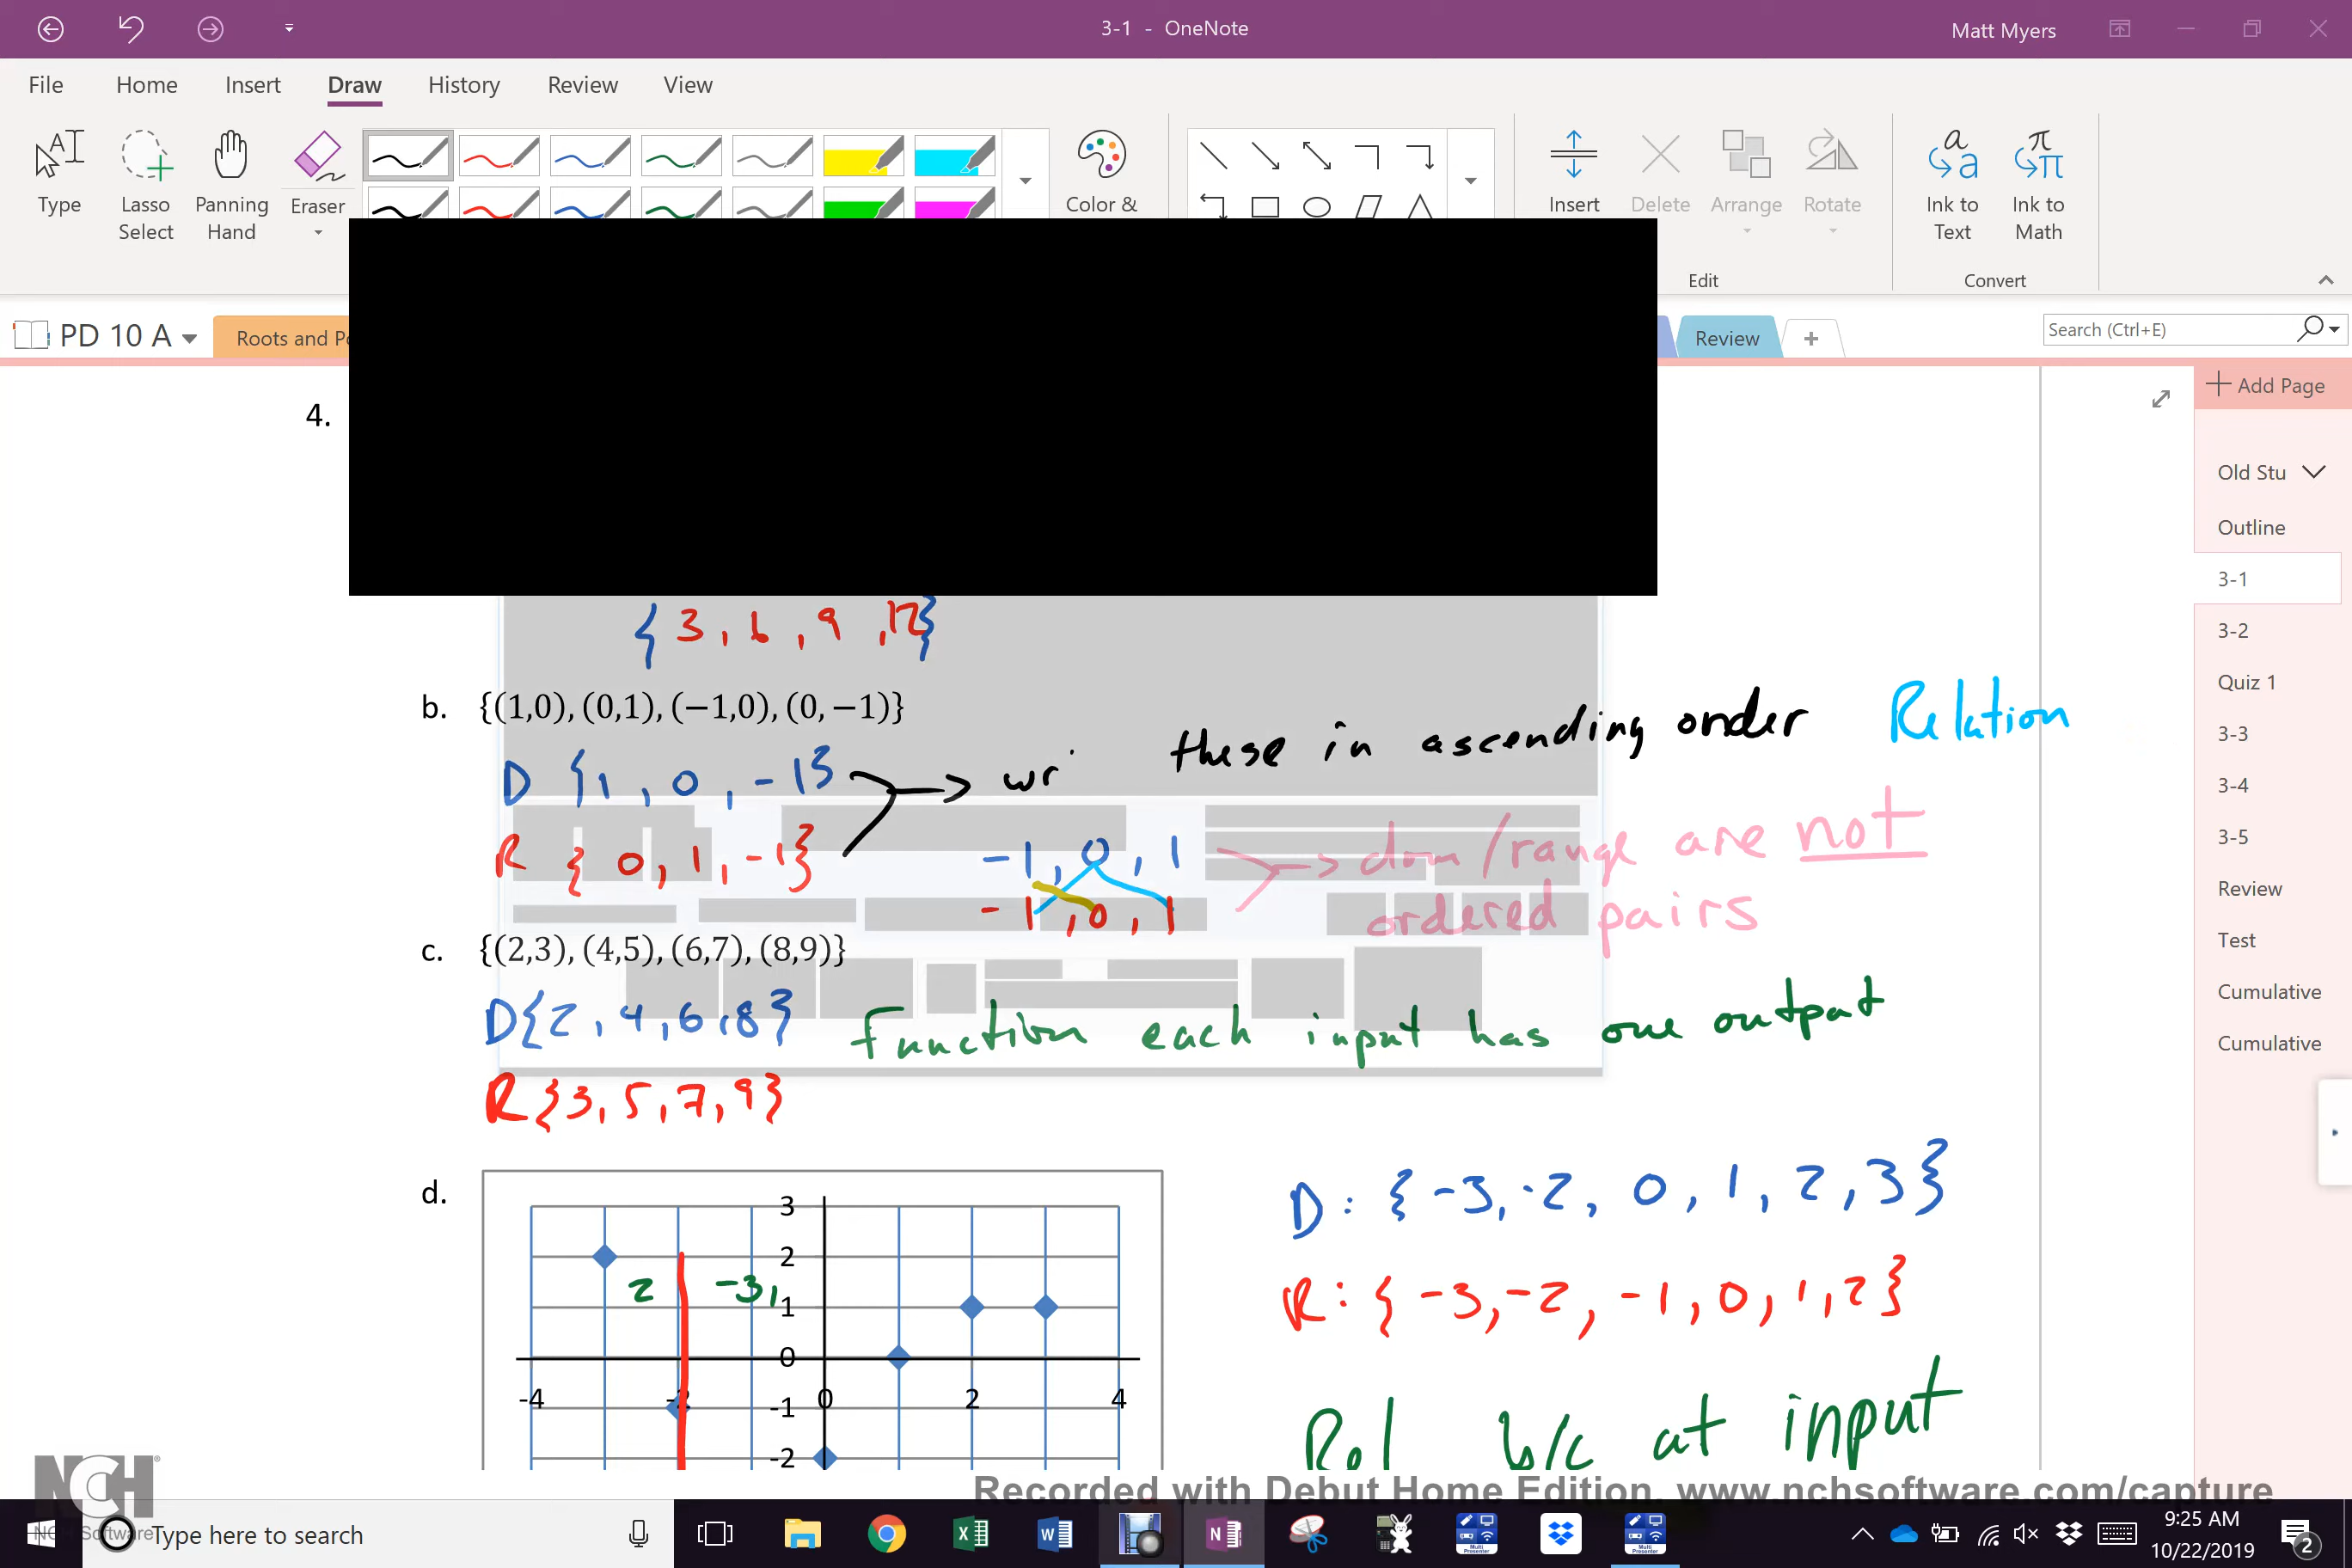 3-1 - OneNote
Matt Myers
File Home Insert Draw History Review View
Type
Lasso Select
Panning Hand
Eraser
Color &
Insert
Delete
Arrange
Rotate
Ink to Text
Ink to Math
Edit
Convert
PD 10 A
Roots and
Review
Search (Ctrl+E)
Add Page
Old Stu
Outline
3-1
3-2
Quiz 1
3-3
3-4
3-5
Review
Test
Cumulative
Cumulative
4.
{ 3, 6, 9, 12}
b. {(1,0), (0,1), (−1,0), (0, −1)}
these in ascending order
Relation
D {1, 0, -1}
R { 0, 1, -1}
-1, 0, 1
-1, 0, 1
dom/range are not
ordered pairs
c. {(2,3), (4,5), (6,7), (8,9)}
D{2, 4, 6, 8} function each input has one output
R{3, 5, 7, 9}
d.
D: {-3, -2, 0, 1, 2, 3}
R: {-3, -2, -1, 0, 1, 2}
b/c at input
3
2
2 -3,
1
0
-4 -2 0 2 4
-1
-2
NCH
NCH Software
Recorded with Debut Home Edition. www.nchsoftware.com/capture
Type here to search
9:25 AM
10/22/2019
2